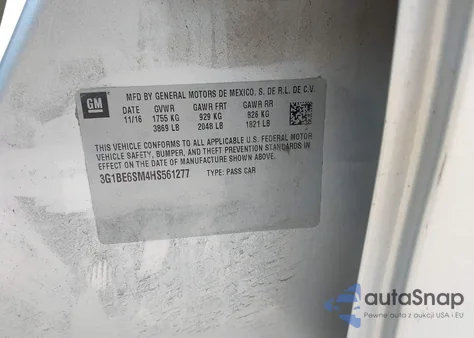 GM
MFD BY GENERAL MOTORS DE MEXICO, S. DE R.L. DE C.V.
DATE GVWR GAWR FRT GAWR RR
11/16 1755 KG 929 KG 826 KG
3869 LB 2048 LB 1821 LB
THIS VEHICLE CONFORMS TO ALL APPLICABLE U.S. FEDERAL MOTOR
VEHICLE SAFETY, BUMPER, AND THEFT PREVENTION STANDARDS IN
EFFECT ON THE DATE OF MANUFACTURE SHOWN ABOVE.
3G1BE6SM4HS561277 TYPE: PASS CAR
autoSnap
Pewne auta z aukcji USA i EU